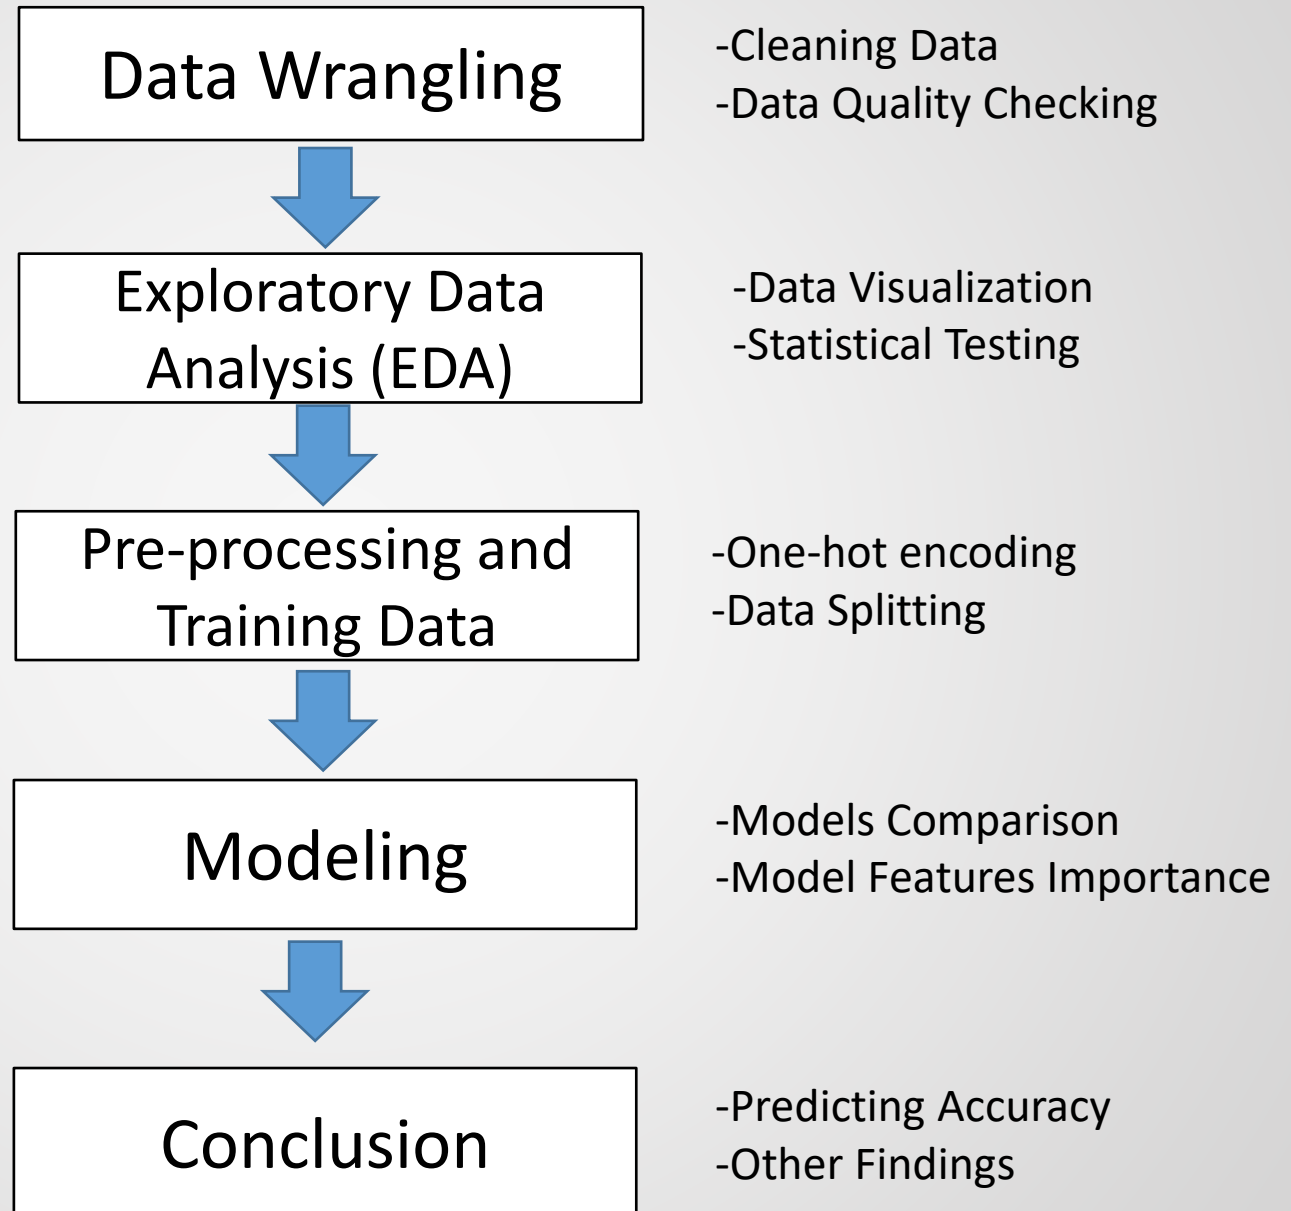 Data Wrangling
-Cleaning Data
-Data Quality Checking
Exploratory Data
Analysis (EDA)
-Data Visualization
-Statistical Testing
Pre-processing and
Training Data
-One-hot encoding
-Data Splitting
Modeling
-Models Comparison
-Model Features Importance
Conclusion
-Predicting Accuracy
-Other Findings